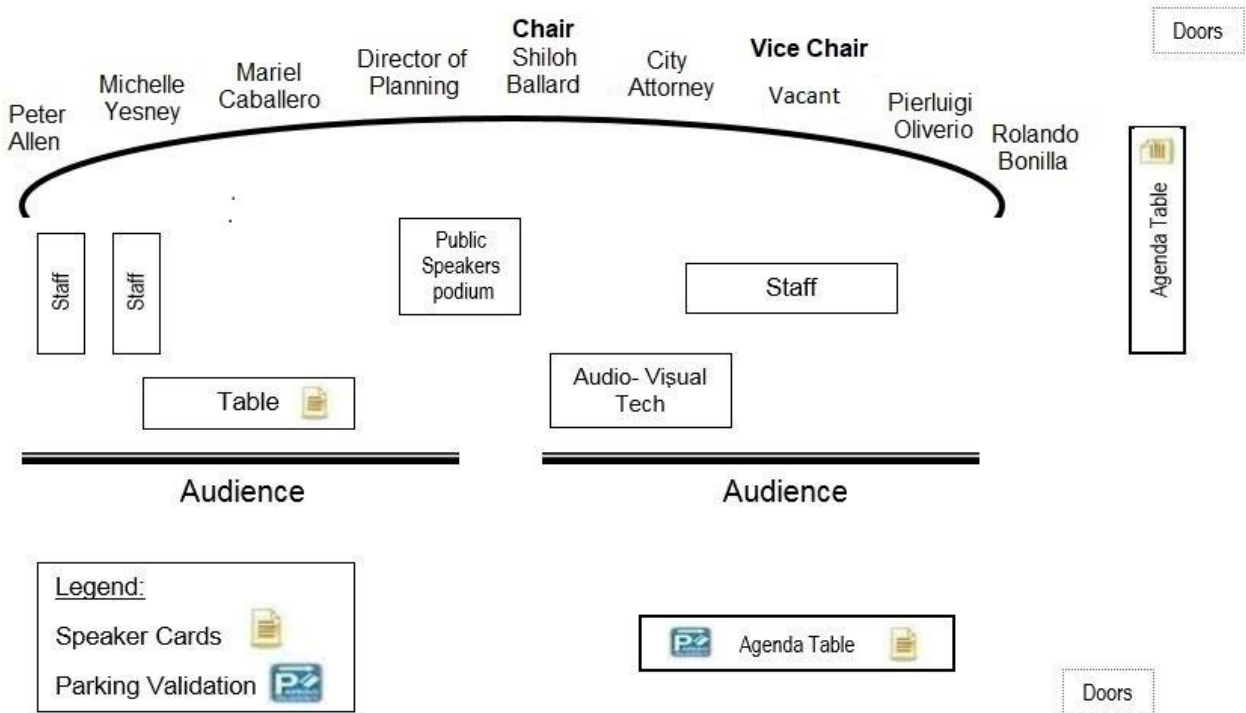 Doors
Chair
Shiloh
Ballard
Vice Chair
Vacant
Director of
Planning
City
Attorney
Mariel
Caballero
Michelle
Yesney
Peter
Allen
Pierluigi
Oliverio
Rolando
Bonilla
Agenda Table
Staff
Staff
Public
Speakers
podium
Staff
Table
Audio- Visual
Tech
Audience
Audience
Legend:
Speaker Cards
Parking Validation
Agenda Table
Doors